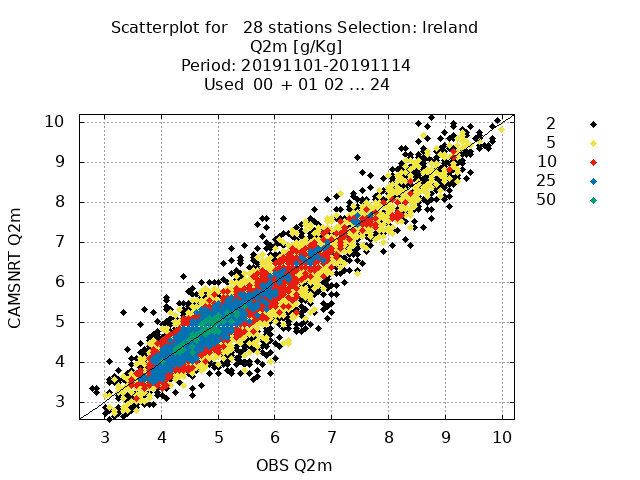 Scatterplot for   28 stations Selection: Ireland
Q2m [g/Kg]
Period: 20191101-20191114
Used  00 + 01 02 ... 24
CAMSNRT Q2m
10
9
8
7
6
5
4
3
3 4 5 6 7 8 9 10
OBS Q2m
2
5
10
25
50